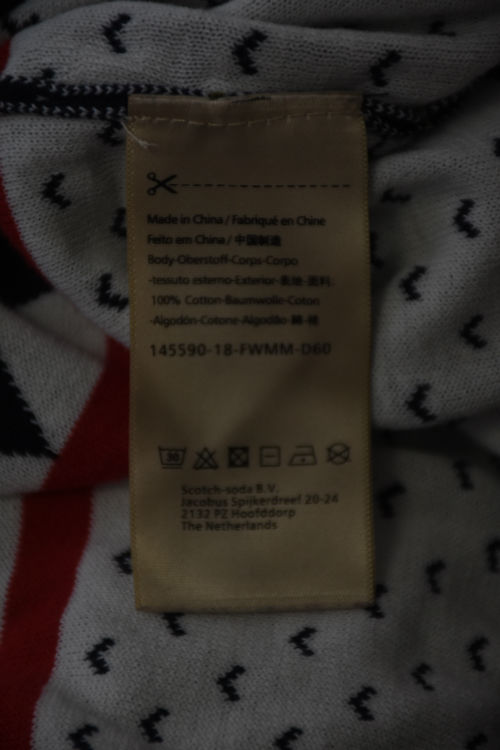 Made in China / Fabriqué en Chine
Feito em China / 中国制造
Body-Oberstoff-Corps-Corpo
-tessuto esterno-Exterior-表地-面料:
100% Cotton-Baumwolle-Coton
-Algodón-Cotone-Algodão-綿-棉
145590-18-FWMM-D60
30
Scotch-soda B.V.
Jacobus Spijkerdreef 20-24
2132 PZ Hoofddorp
The Netherlands